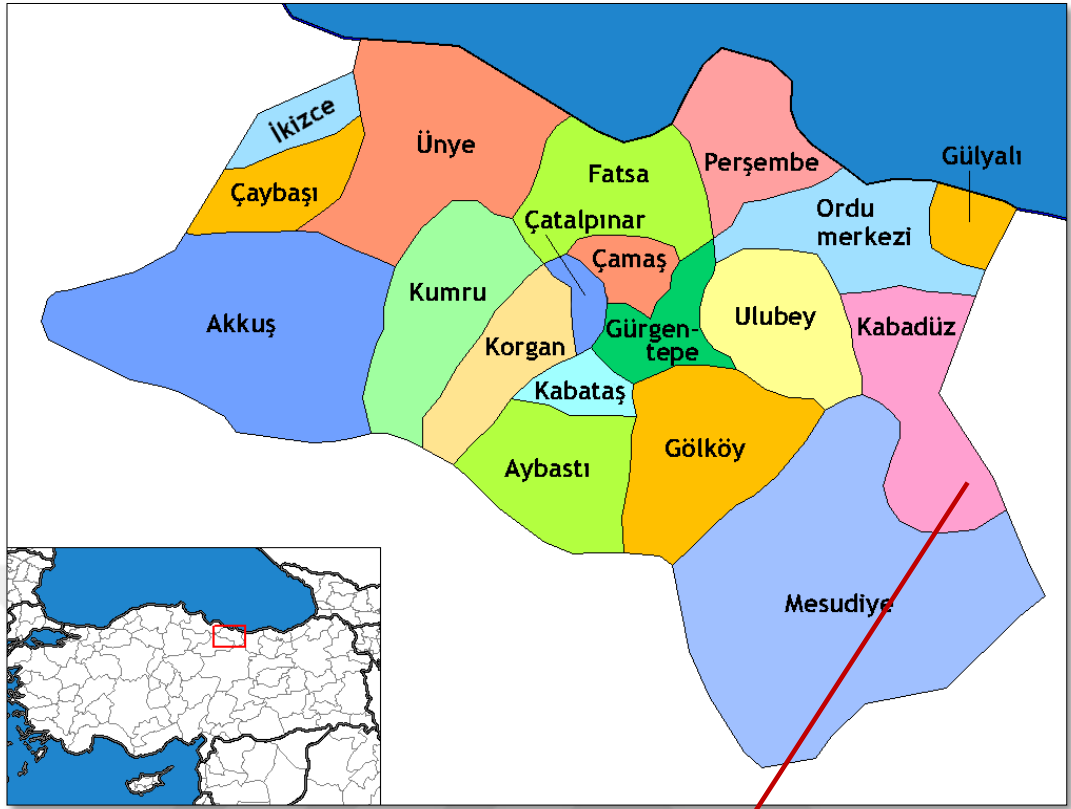 İkizce
Ünye
Çaybaşı
Fatsa
Perşembe
Gülyalı
Çatalpınar
Ordu
merkezi
Çamaş
Kumru
Akkuş
Ulubey
Kabadüz
Gürgen-
tepe
Korgan
Kabataş
Gölköy
Aybastı
Mesudiye